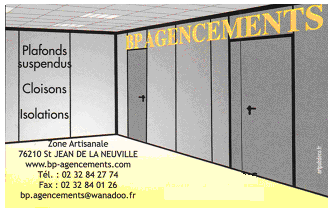 BP AGENCEMENTS
Plafonds
suspendus
Cloisons
Isolations
Zone Artisanale
76210 St JEAN DE LA NEUVILLE
www.bp-agencements.com
Tél. : 02 32 84 27 74
Fax : 02 32 84 01 26
bp.agencements@wanadoo.fr